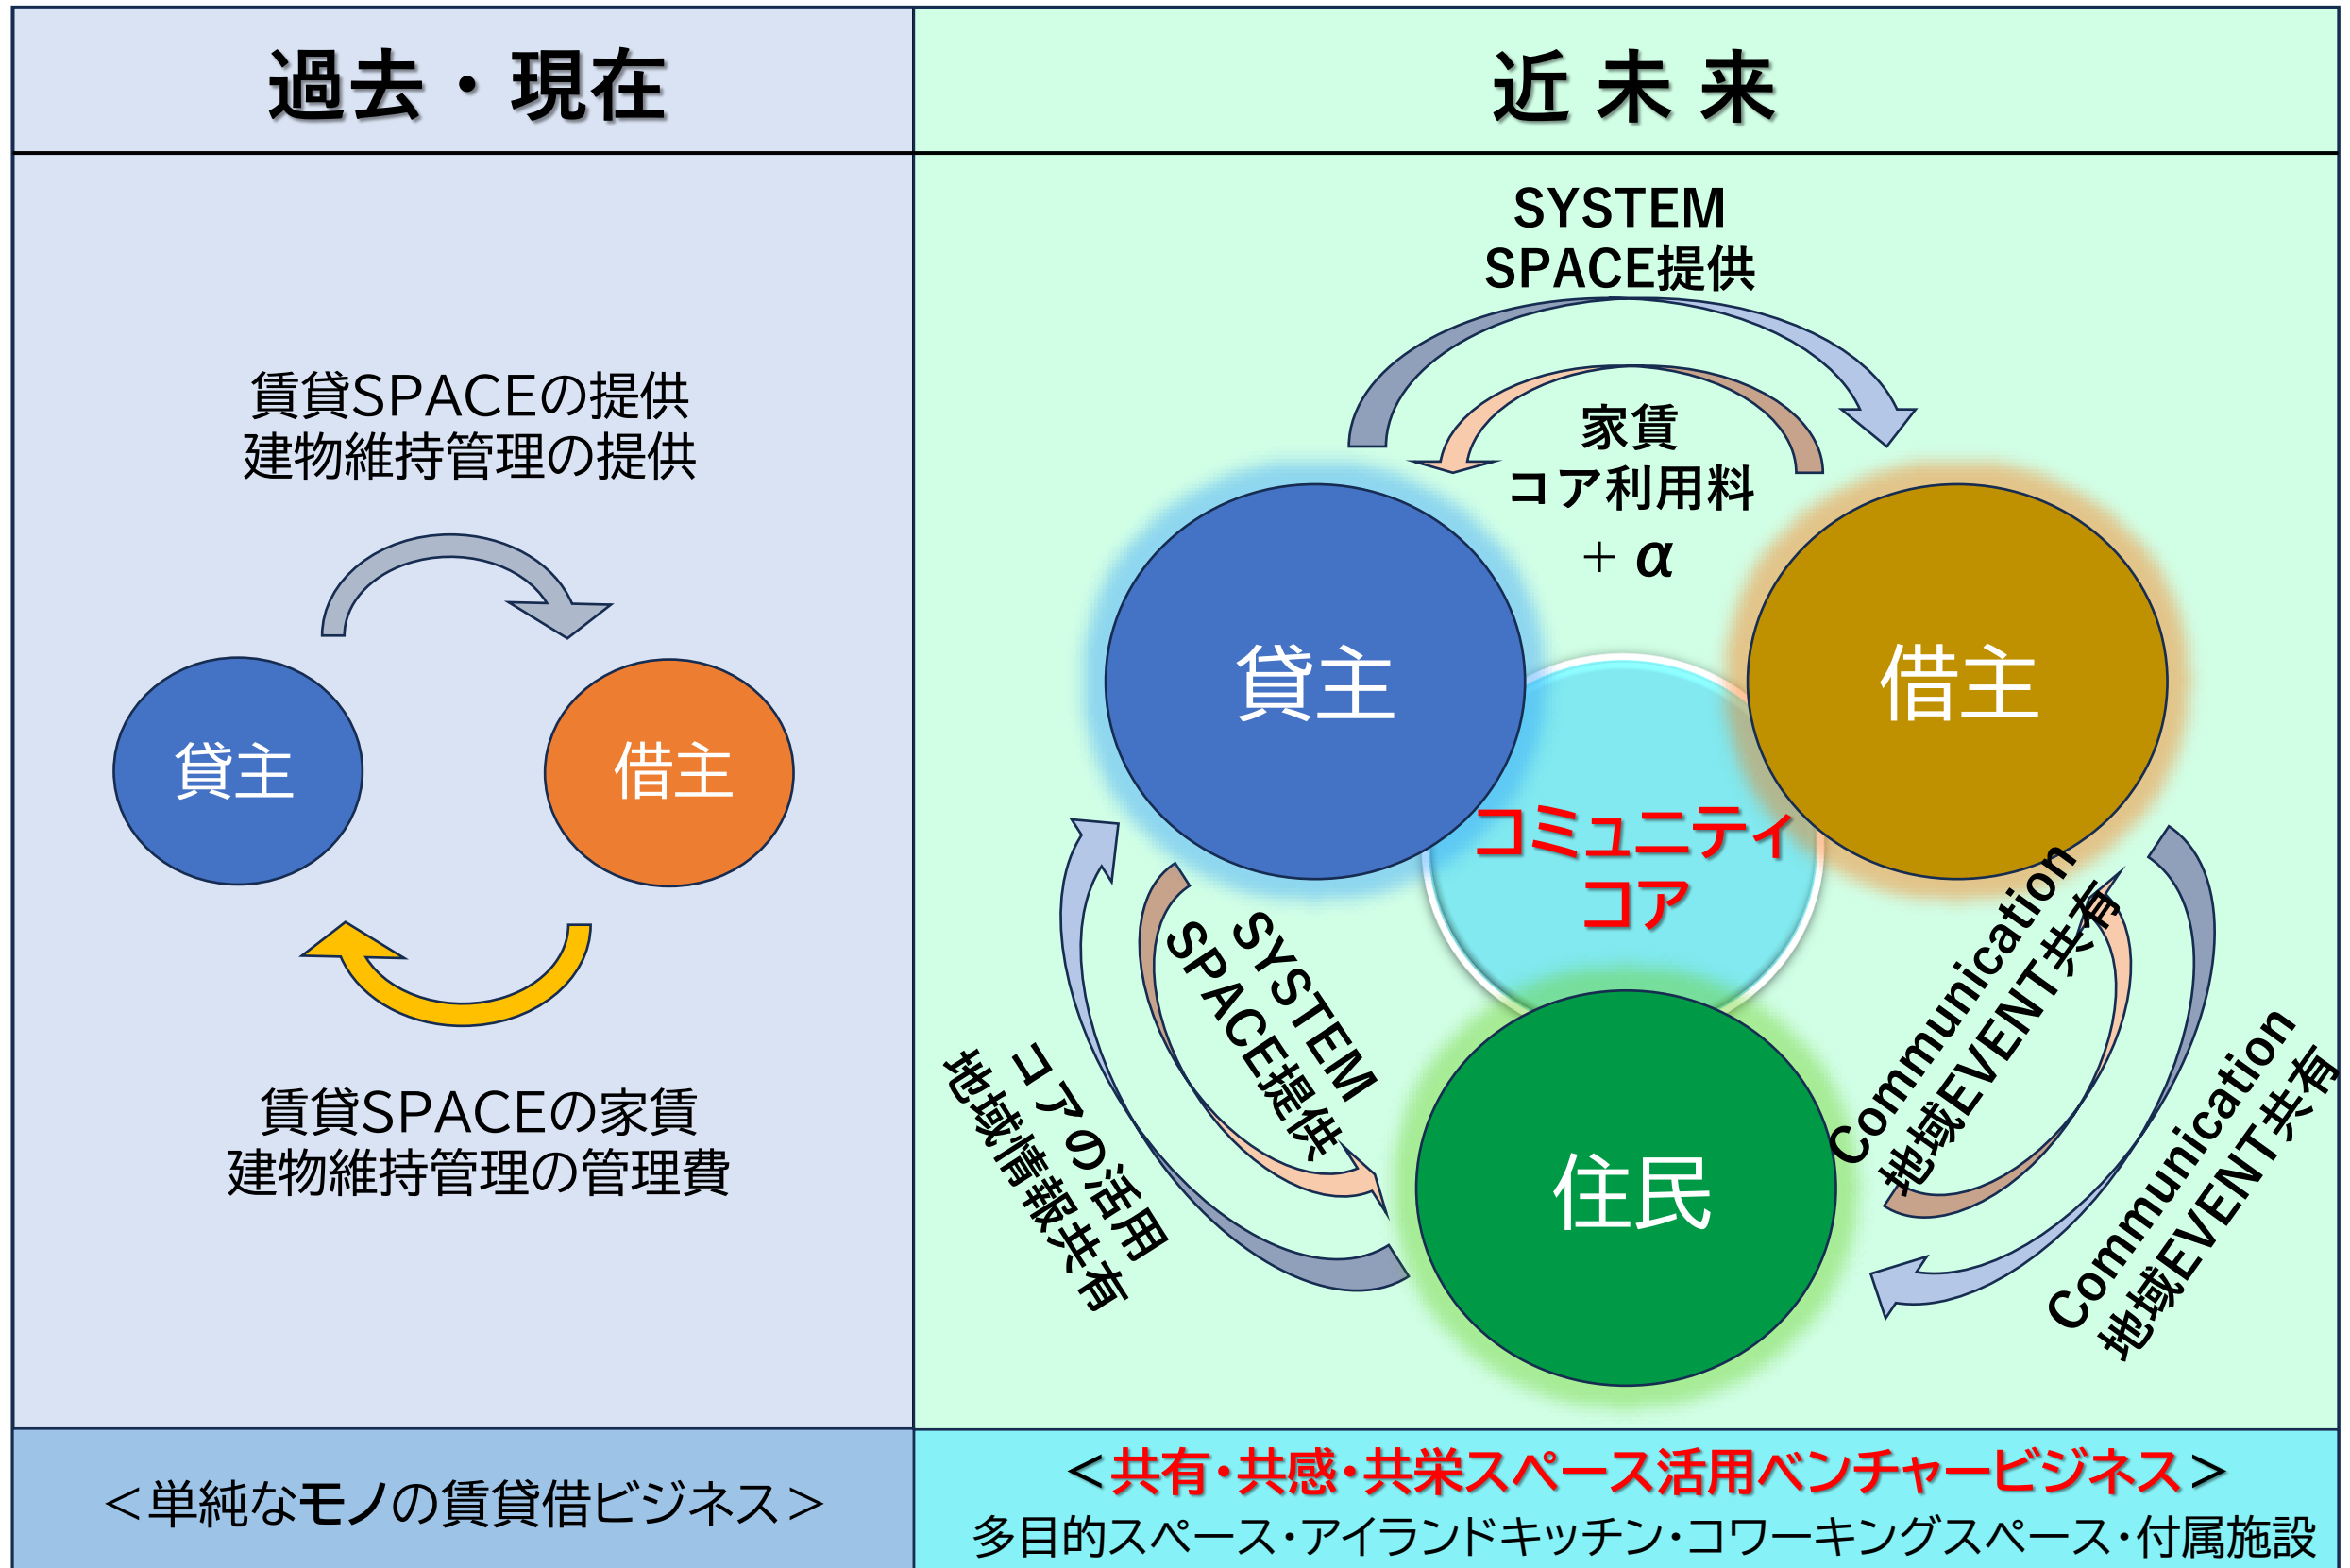 過去・現在
賃貸SPACEの提供
建物維持管理の提供
貸主
借主
賃貸SPACEの家賃
建物維持管理の管理費
＜単純なモノの賃貸借ビジネス＞
近 未 来
SYSTEM
SPACE提供
家賃
コア利用料
+ α
貸主
借主
コミュニティ
コア
SYSTEM
SPACE提供
コアの活用
地域情報共有
Communication
地域EVENT共有
Communication
地域EVENT共有
住民
＜共有・共感・共栄スペース活用ベンチャービジネス＞
多目的スペース・アイランドキッチン・コワーキングスペース・付属施設